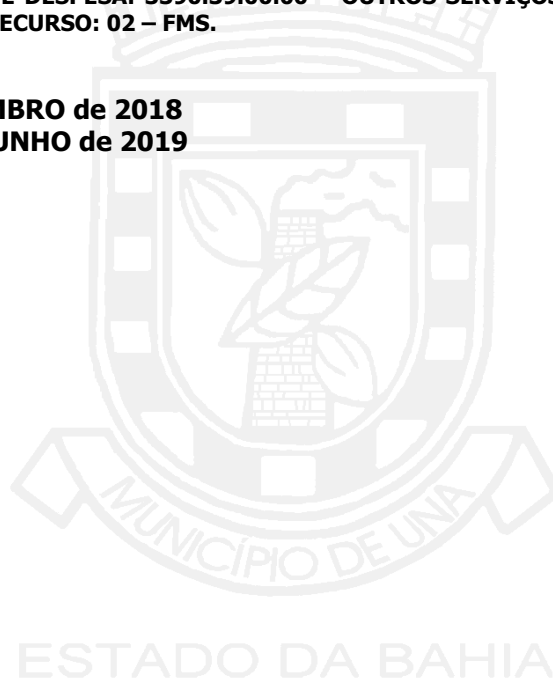 E DESPESA: 3390.39.00.00 – OUTROS SERVIÇOS
ECURSO: 02 – FMS.
MBRO de 2018
UNHO de 2019
MUNICÍPIO DE UNA
ESTADO DA BAHIA